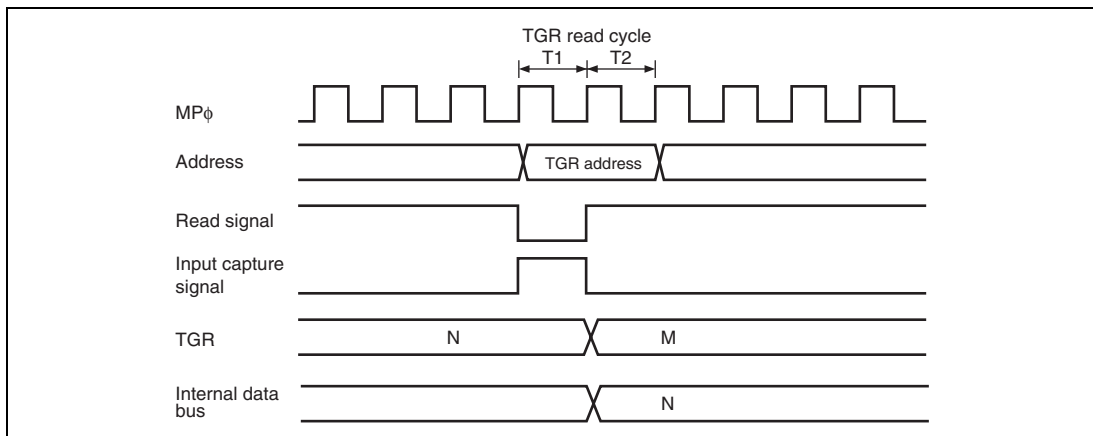 TGR read cycle
T1 T2
MPϕ
Address
TGR address
Read signal
Input capture
signal
TGR
N M
Internal data
bus
N